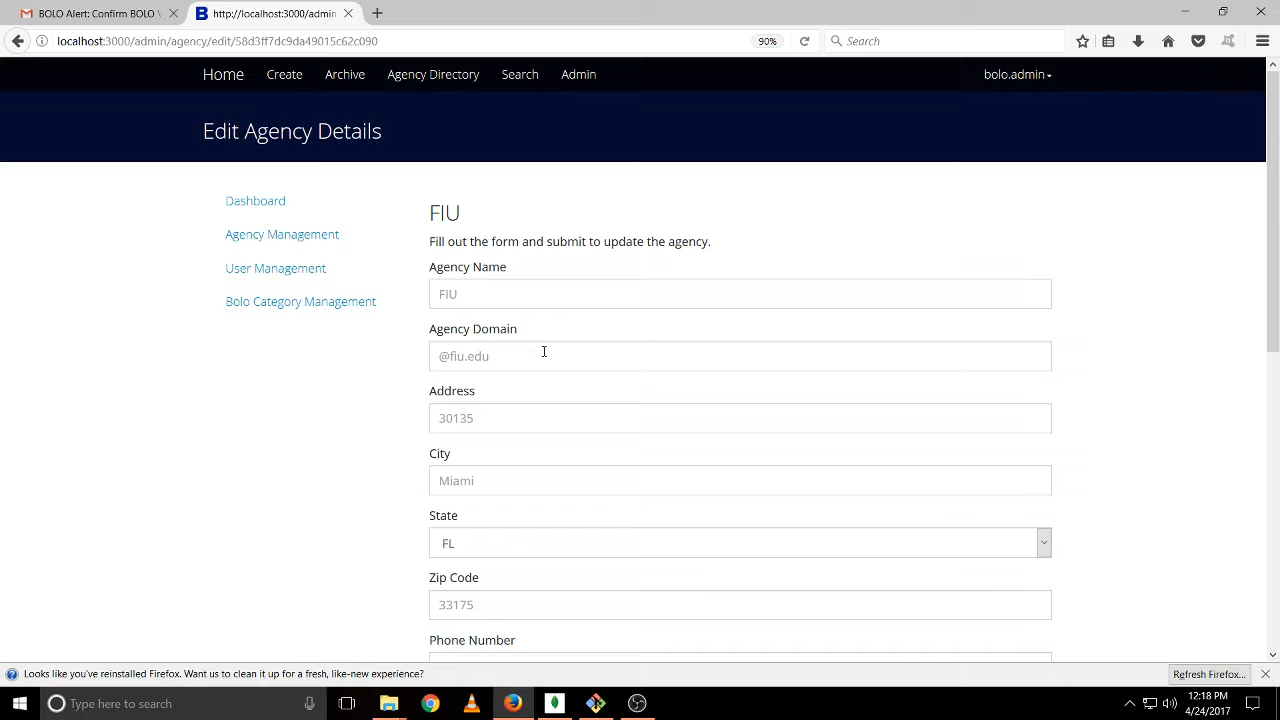 BOLO Alert: Confirm BOLO
http://localhost:3000/admin
localhost:3000/admin/agency/edit/58d3ff7dc9da49015c62c090
90%
Search
Home Create Archive Agency Directory Search Admin bolo.admin
Edit Agency Details
Dashboard
Agency Management
User Management
Bolo Category Management
FIU
Fill out the form and submit to update the agency.
Agency Name
FIU
Agency Domain
@fiu.edu
Address
30135
City
Miami
State
FL
Zip Code
33175
Phone Number
Looks like you've reinstalled Firefox. Want us to clean it up for a fresh, like-new experience?
Refresh Firefox...
Type here to search
12:18 PM
4/24/2017